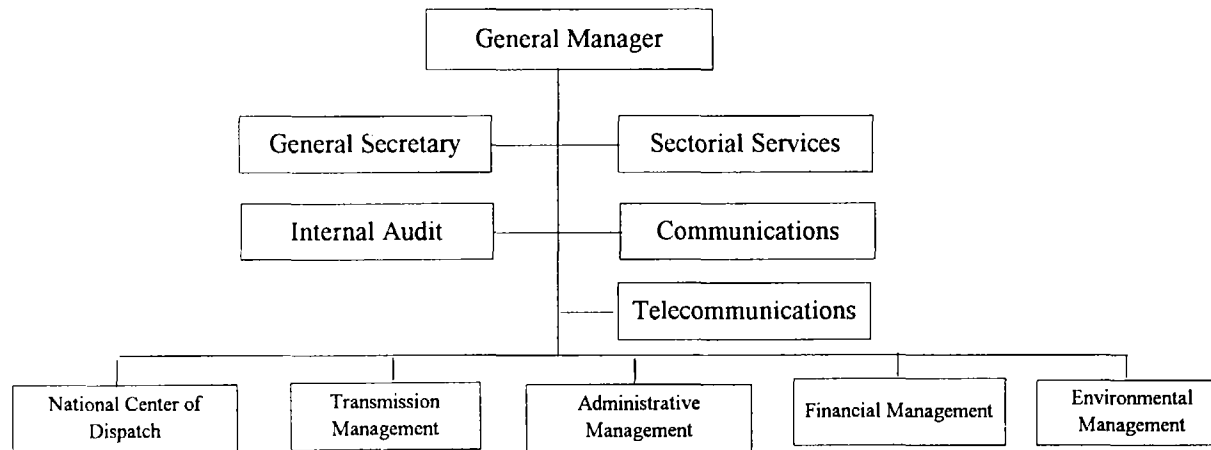 General Manager
General Secretary
Sectorial Services
Internal Audit
Communications
Telecommunications
National Center of
Dispatch
Transmission
Management
Administrative
Management
Financial Management
Environmental
Management